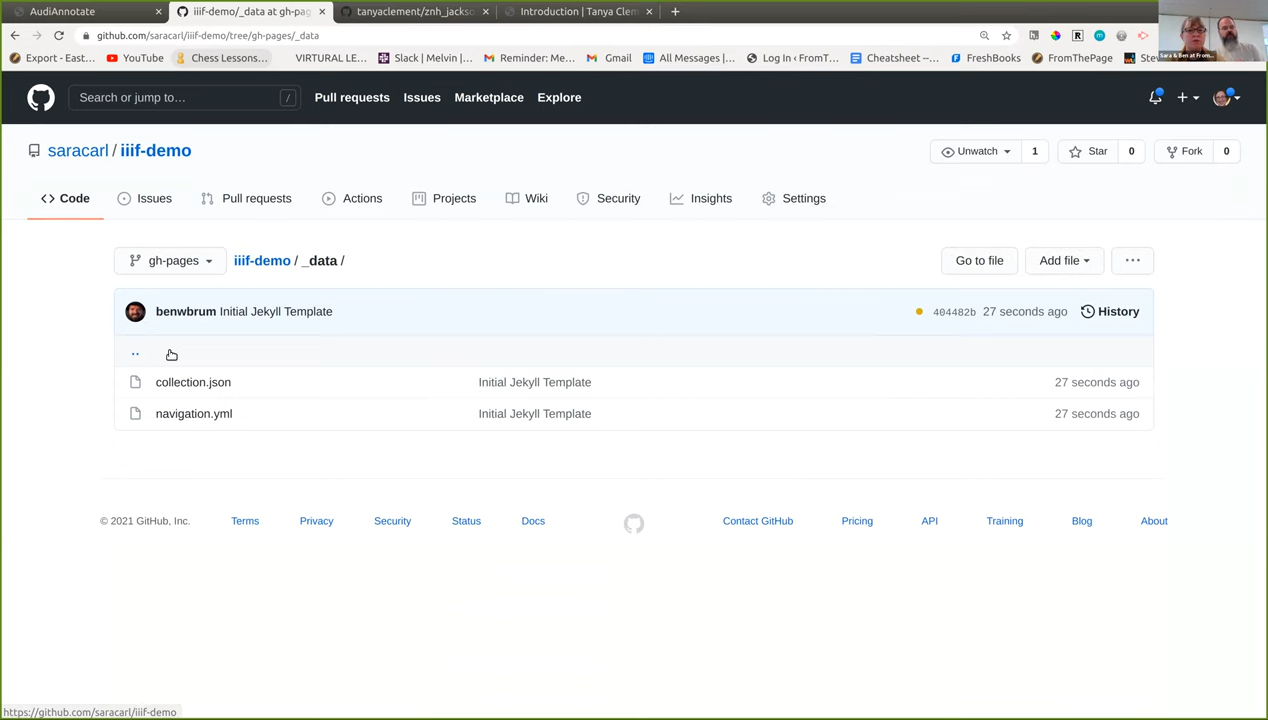 AudiAnnotate × iiif-demo/_data at gh-pag × tanyaclement/znh_jackso × Introduction | Tanya Clem × +
github.com/saracarl/iiif-demo/tree/gh-pages/_data
Export - East... YouTube Chess Lessons... VIRTURAL LE... Slack | Melvin |... Reminder: Me... Gmail All Messages |... Log In ‹ FromT... Cheatsheet --... FreshBooks FromThePage Stev
Sara & Ben at From...
Search or jump to… / Pull requests Issues Marketplace Explore
saracarl / iiif-demo Unwatch 1 Star 0 Fork 0
Code Issues Pull requests Actions Projects Wiki Security Insights Settings
gh-pages iiif-demo / _data / Go to file Add file ...
benwbrum Initial Jekyll Template 404482b 27 seconds ago History
..
collection.json Initial Jekyll Template 27 seconds ago
navigation.yml Initial Jekyll Template 27 seconds ago
© 2021 GitHub, Inc. Terms Privacy Security Status Docs Contact GitHub Pricing API Training Blog About
https://github.com/saracarl/iiif-demo